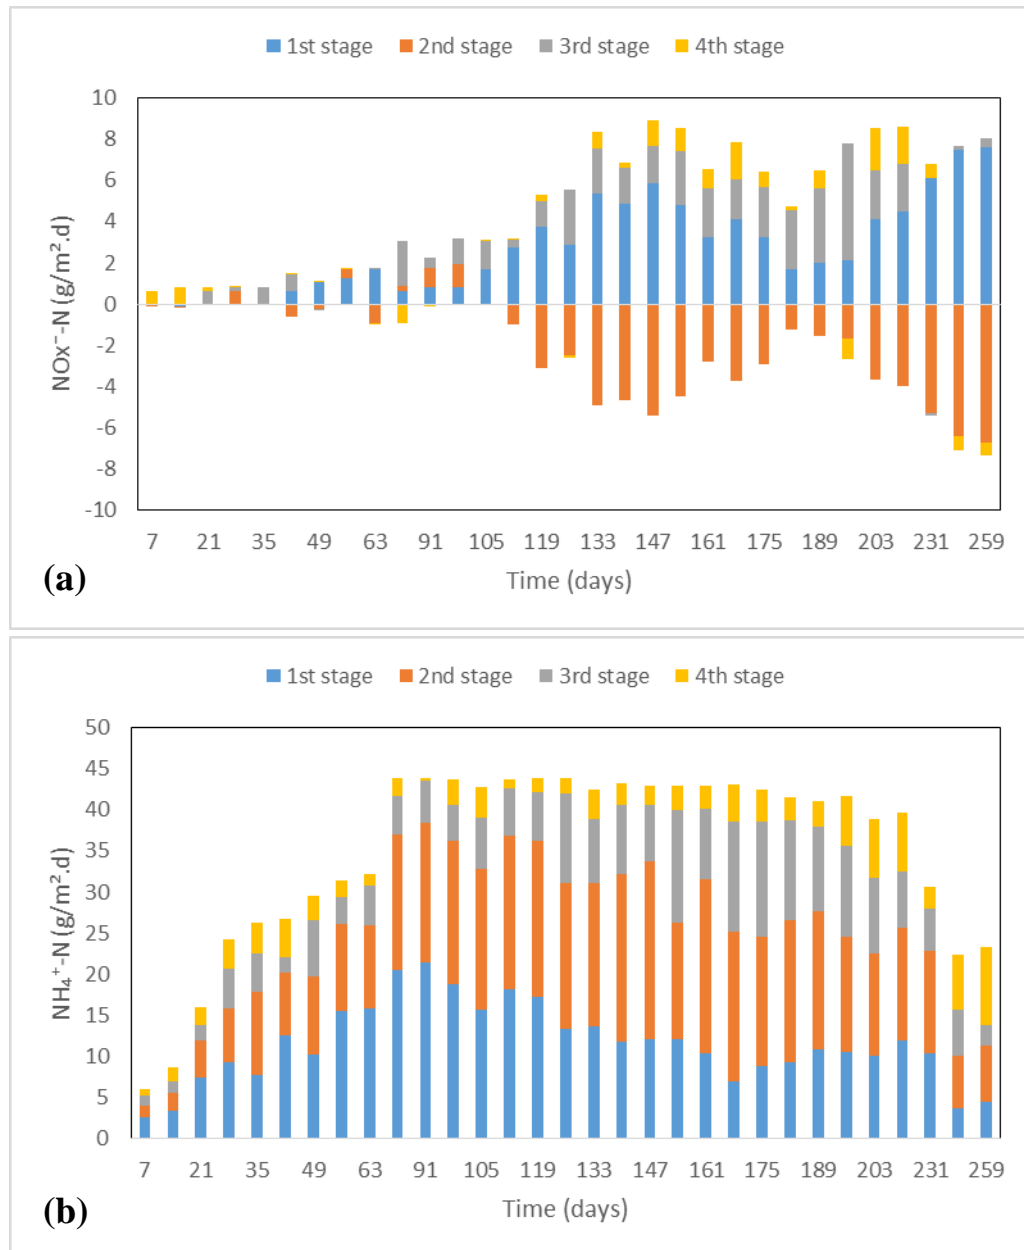 1st stage 2nd stage 3rd stage 4th stage
10
8
6
4
2
0
-2
-4
-6
-8
-10
NOx⁻-N (g/m².d)
7 21 35 49 63 91 105 119 133 147 161 175 189 203 231 259
Time (days)
(a)
1st stage 2nd stage 3rd stage 4th stage
50
45
40
35
30
25
20
15
10
5
0
NH₄⁺-N (g/m².d)
7 21 35 49 63 91 105 119 133 147 161 175 189 203 231 259
Time (days)
(b)